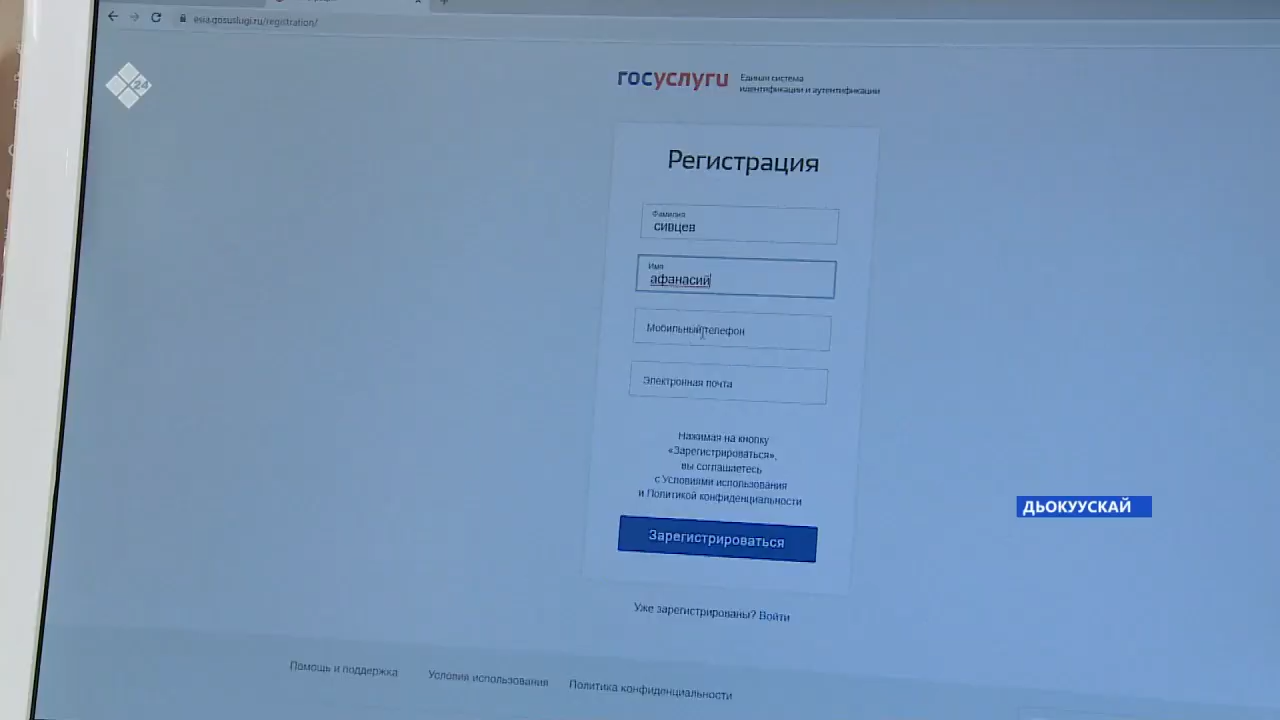 esia.gosuslugi.ru/registration/
24
госуслуги
Единая система
идентификации и аутентификации
Регистрация
Фамилия
сивцев
Имя
афанасий
Мобильный телефон
Электронная почта
Нажимая на кнопку
«Зарегистрироваться»,
вы соглашаетесь
с Условиями использования
и Политикой конфиденциальности
Зарегистрироваться
ДЬОКУУСКАЙ
Уже зарегистрированы? Войти
Помощь и поддержка
Условия использования
Политика конфиденциальности